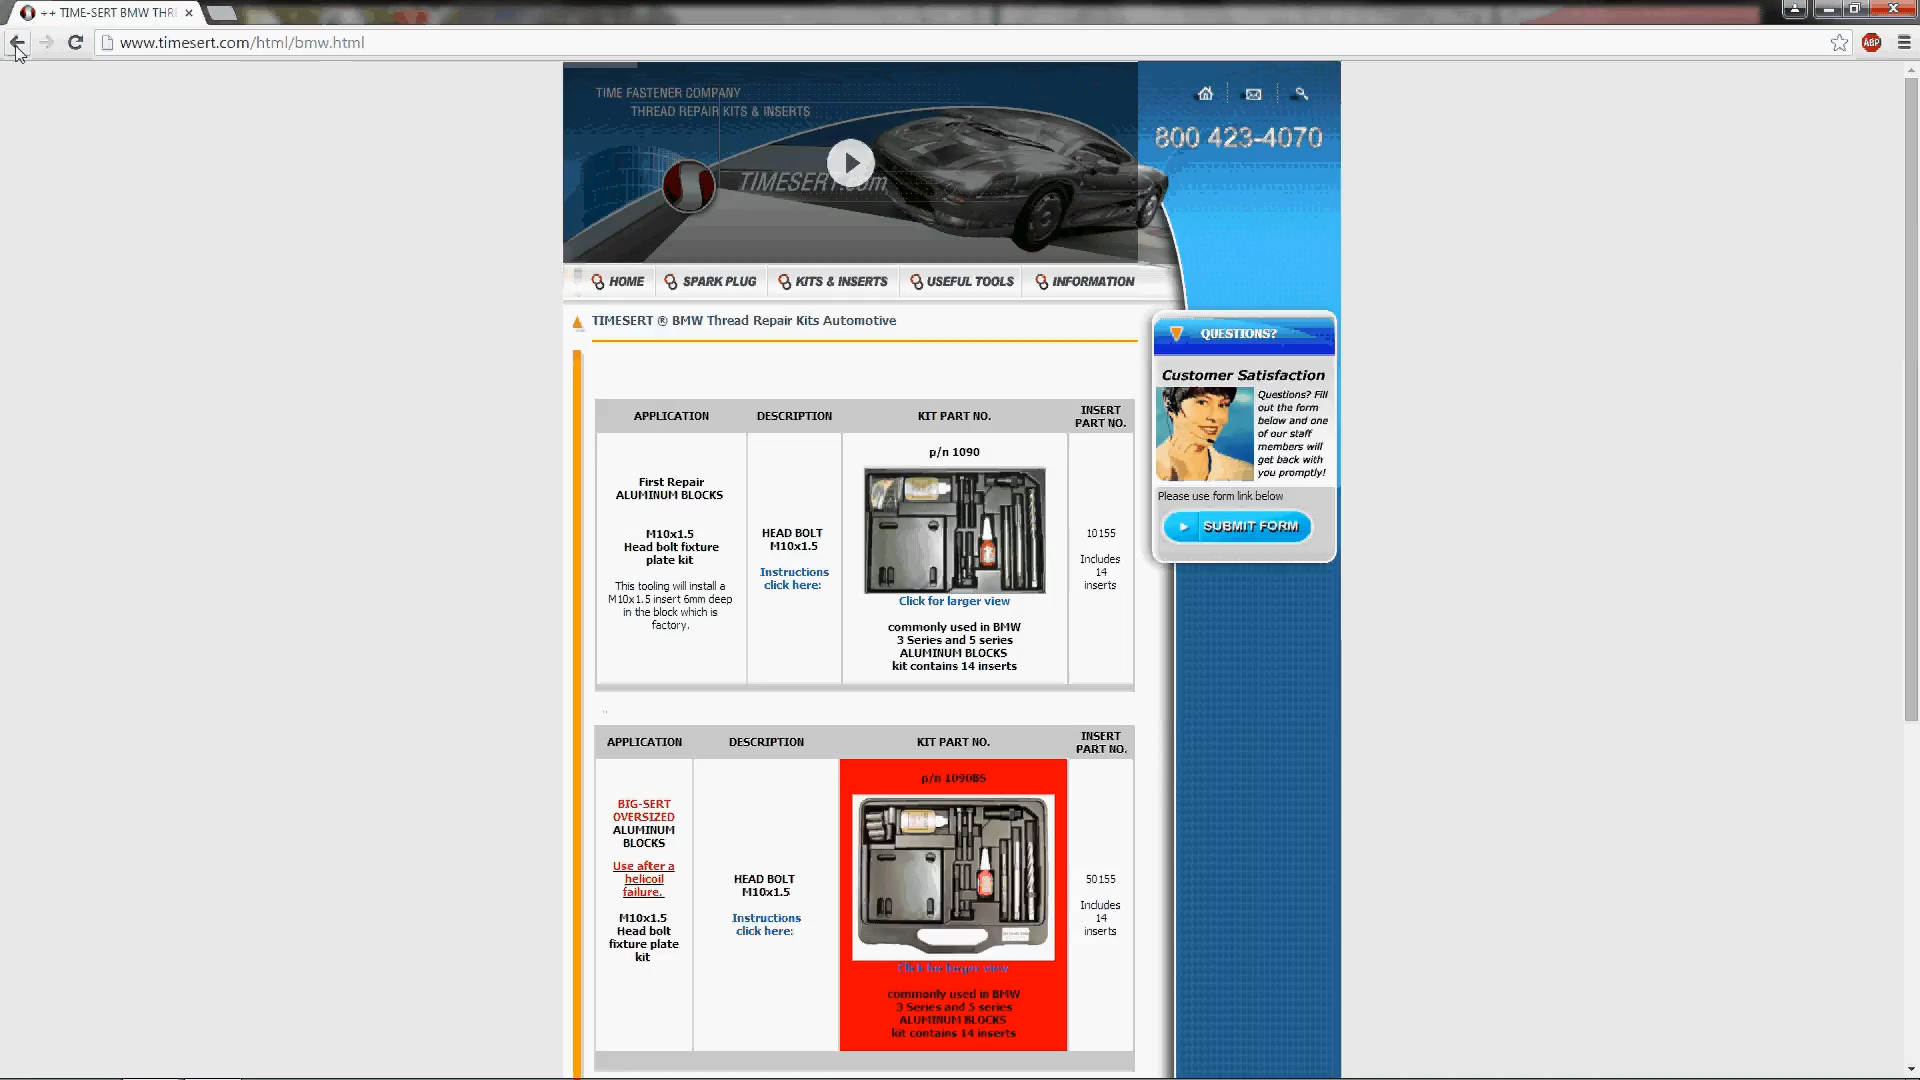 ++ TIME-SERT BMW THR
www.timesert.com/html/bmw.html
ABP
TIME FASTENER COMPANY
THREAD REPAIR KITS & INSERTS
TIMESERT.com
800 423-4070
HOME
SPARK PLUG
KITS & INSERTS
USEFUL TOOLS
INFORMATION
TIMESERT ® BMW Thread Repair Kits Automotive
QUESTIONS?
Customer Satisfaction
Questions? Fill
out the form
below and one
of our staff
members will
get back with
you promptly!
Please use form link below
SUBMIT FORM
APPLICATION
DESCRIPTION
KIT PART NO.
INSERT
PART NO.
First Repair
ALUMINUM BLOCKS
M10x1.5
Head bolt fixture
plate kit
This tooling will install a
M10x1.5 insert 6mm deep
in the block which is
factory.
HEAD BOLT
M10x1.5
Instructions
click here:
p/n 1090
Click for larger view
commonly used in BMW
3 Series and 5 series
ALUMINUM BLOCKS
kit contains 14 inserts
10155
Includes
14
inserts
..
APPLICATION
DESCRIPTION
KIT PART NO.
INSERT
PART NO.
BIG-SERT
OVERSIZED
ALUMINUM
BLOCKS
Use after a
helicoil
failure.
M10x1.5
Head bolt
fixture plate
kit
HEAD BOLT
M10x1.5
Instructions
click here:
p/n 1090BS
Click for larger view
commonly used in BMW
3 Series and 5 series
ALUMINUM BLOCKS
kit contains 14 inserts
50155
Includes
14
inserts